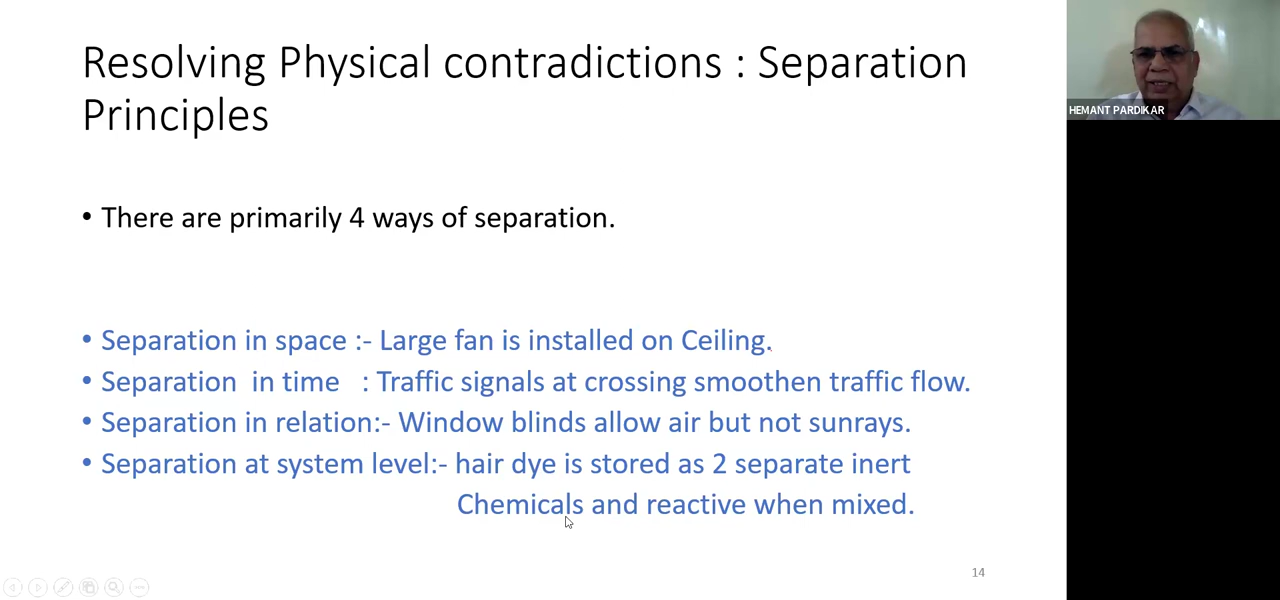 Resolving Physical contradictions : Separation
Principles
• There are primarily 4 ways of separation.
• Separation in space :- Large fan is installed on Ceiling.
• Separation  in time   : Traffic signals at crossing smoothen traffic flow.
• Separation in relation:- Window blinds allow air but not sunrays.
• Separation at system level:- hair dye is stored as 2 separate inert
Chemicals and reactive when mixed.
14
HEMANT PARDIKAR